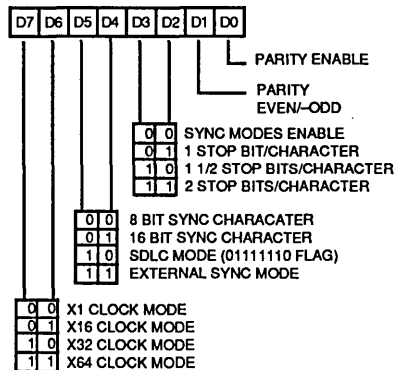 D7 D6 D5 D4 D3 D2 D1 D0
PARITY ENABLE
PARITY
EVEN/–ODD
0 0 SYNC MODES ENABLE
0 1 1 STOP BIT/CHARACTER
1 0 1 1/2 STOP BITS/CHARACTER
1 1 2 STOP BITS/CHARACTER
0 0 8 BIT SYNC CHARACATER
0 1 16 BIT SYNC CHARACTER
1 0 SDLC MODE (01111110 FLAG)
1 1 EXTERNAL SYNC MODE
0 0 X1 CLOCK MODE
0 1 X16 CLOCK MODE
1 0 X32 CLOCK MODE
1 1 X64 CLOCK MODE